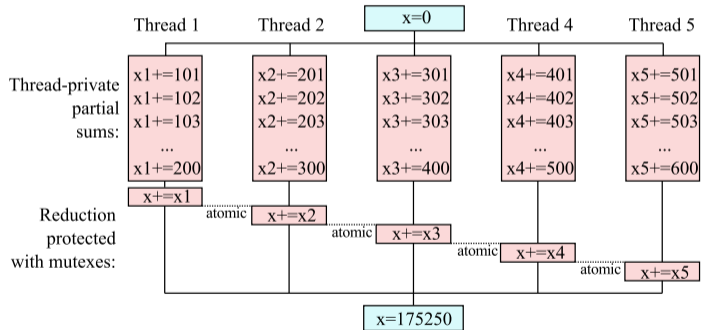 Thread 1 Thread 2 x=0 Thread 4 Thread 5
Thread-private
partial
sums:
x1+=101 x2+=201 x3+=301 x4+=401 x5+=501
x1+=102 x2+=202 x3+=302 x4+=402 x5+=502
x1+=103 x2+=203 x3+=303 x4+=403 x5+=503
... ... ... ... ...
x1+=200 x2+=300 x3+=400 x4+=500 x5+=600
Reduction
protected
with mutexes:
x+=x1
atomic x+=x2
atomic x+=x3
atomic x+=x4
atomic x+=x5
x=175250